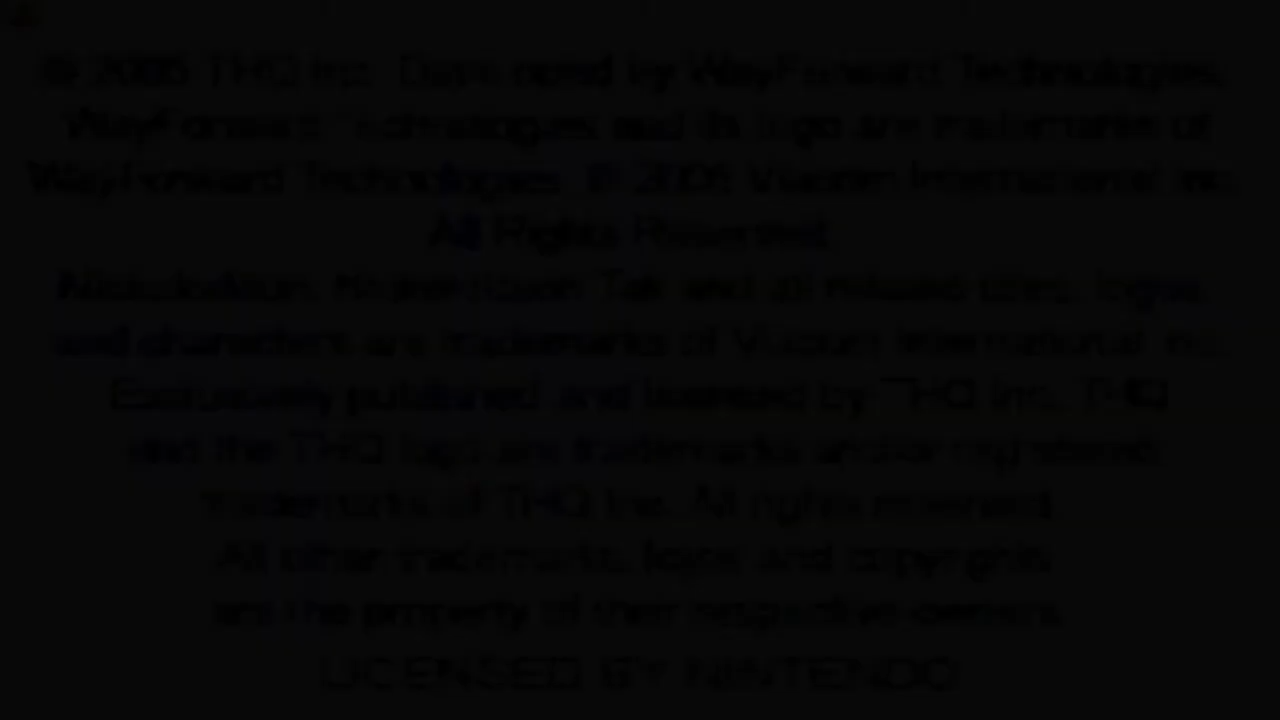 © 2005 THQ Inc. Developed by WayForward Technologies.
WayForward Technologies and its logo are trademarks of
WayForward Technologies. © 2005 Viacom International Inc.
All Rights Reserved.
Nickelodeon, Nickelodeon Tak and all related titles, logos,
and characters are trademarks of Viacom International Inc.
Exclusively published and licensed by THQ Inc. THQ
and the THQ logo are trademarks and/or registered
trademarks of THQ Inc. All rights reserved.
All other trademarks, logos and copyrights
are the property of their respective owners.
LICENSED BY NINTENDO